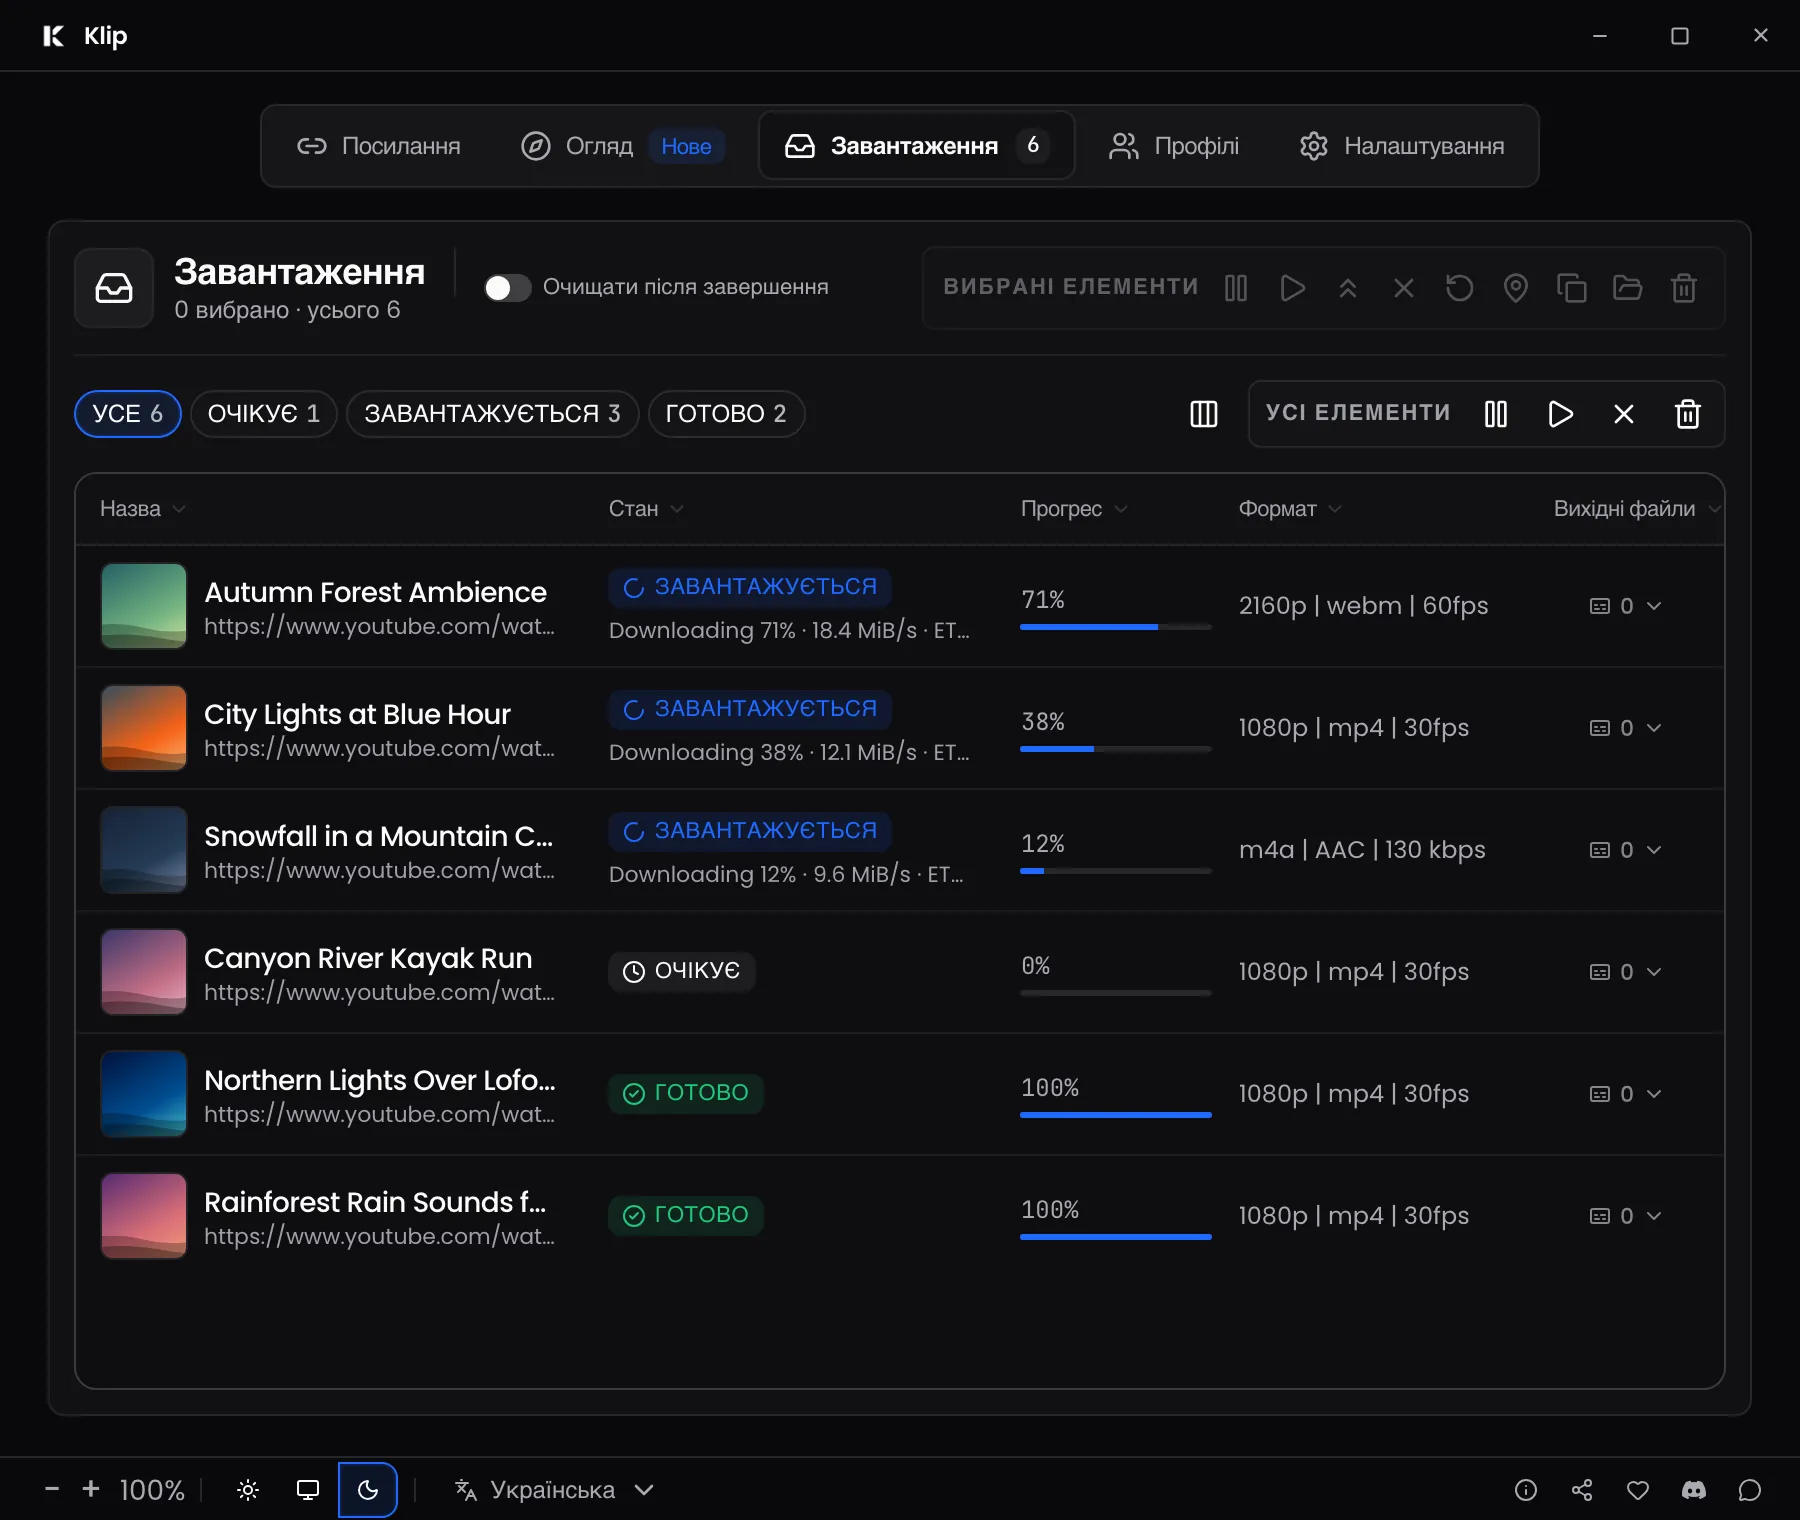 Klip
Посилання
Огляд Нове
Завантаження 6
Профілі
Налаштування
Завантаження
0 вибрано · усього 6
Очищати після завершення
ВИБРАНІ ЕЛЕМЕНТИ
УСЕ 6
ОЧІКУЄ 1
ЗАВАНТАЖУЄТЬСЯ 3
ГОТОВО 2
УСІ ЕЛЕМЕНТИ
Назва
Стан
Прогрес
Формат
Вихідні файли
Autumn Forest Ambience
https://www.youtube.com/wat...
ЗАВАНТАЖУЄТЬСЯ
Downloading 71% · 18.4 MiB/s · ET...
71%
2160p | webm | 60fps
0
City Lights at Blue Hour
https://www.youtube.com/wat...
ЗАВАНТАЖУЄТЬСЯ
Downloading 38% · 12.1 MiB/s · ET...
38%
1080p | mp4 | 30fps
0
Snowfall in a Mountain C...
https://www.youtube.com/wat...
ЗАВАНТАЖУЄТЬСЯ
Downloading 12% · 9.6 MiB/s · ET...
12%
m4a | AAC | 130 kbps
0
Canyon River Kayak Run
https://www.youtube.com/wat...
ОЧІКУЄ
0%
1080p | mp4 | 30fps
0
Northern Lights Over Lofo...
https://www.youtube.com/wat...
ГОТОВО
100%
1080p | mp4 | 30fps
0
Rainforest Rain Sounds f...
https://www.youtube.com/wat...
ГОТОВО
100%
1080p | mp4 | 30fps
0
100%
Українська